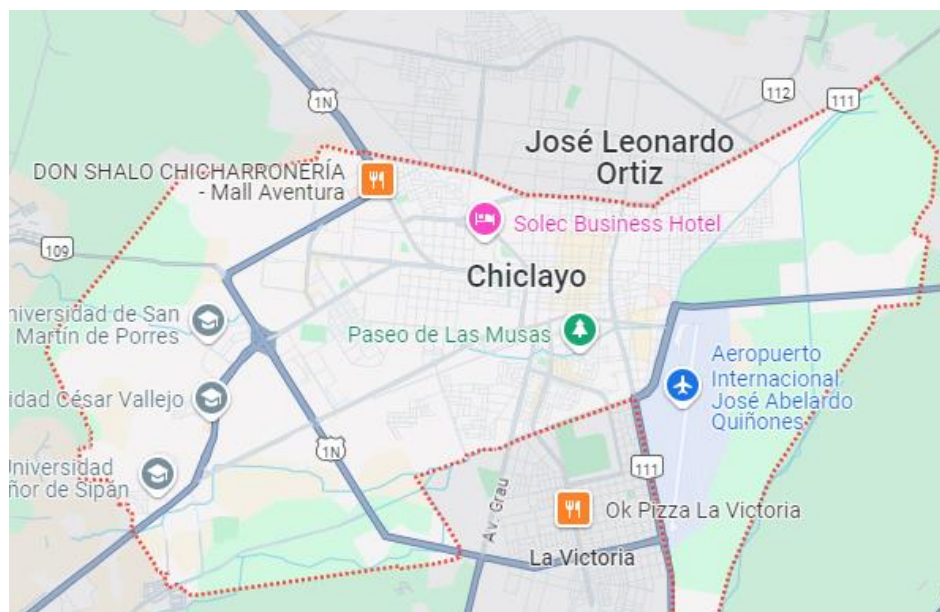 1N
112
111
José Leonardo
Ortiz
DON SHALO CHICHARRONERÍA
- Mall Aventura
Solec Business Hotel
109
Chiclayo
niversidad de San
Martín de Porres
Paseo de Las Musas
Aeropuerto
Internacional
José Abelardo
Quiñones
idad César Vallejo
1N
111
Universidad
ñor de Sipán
Av. Grau
Ok Pizza La Victoria
La Victoria